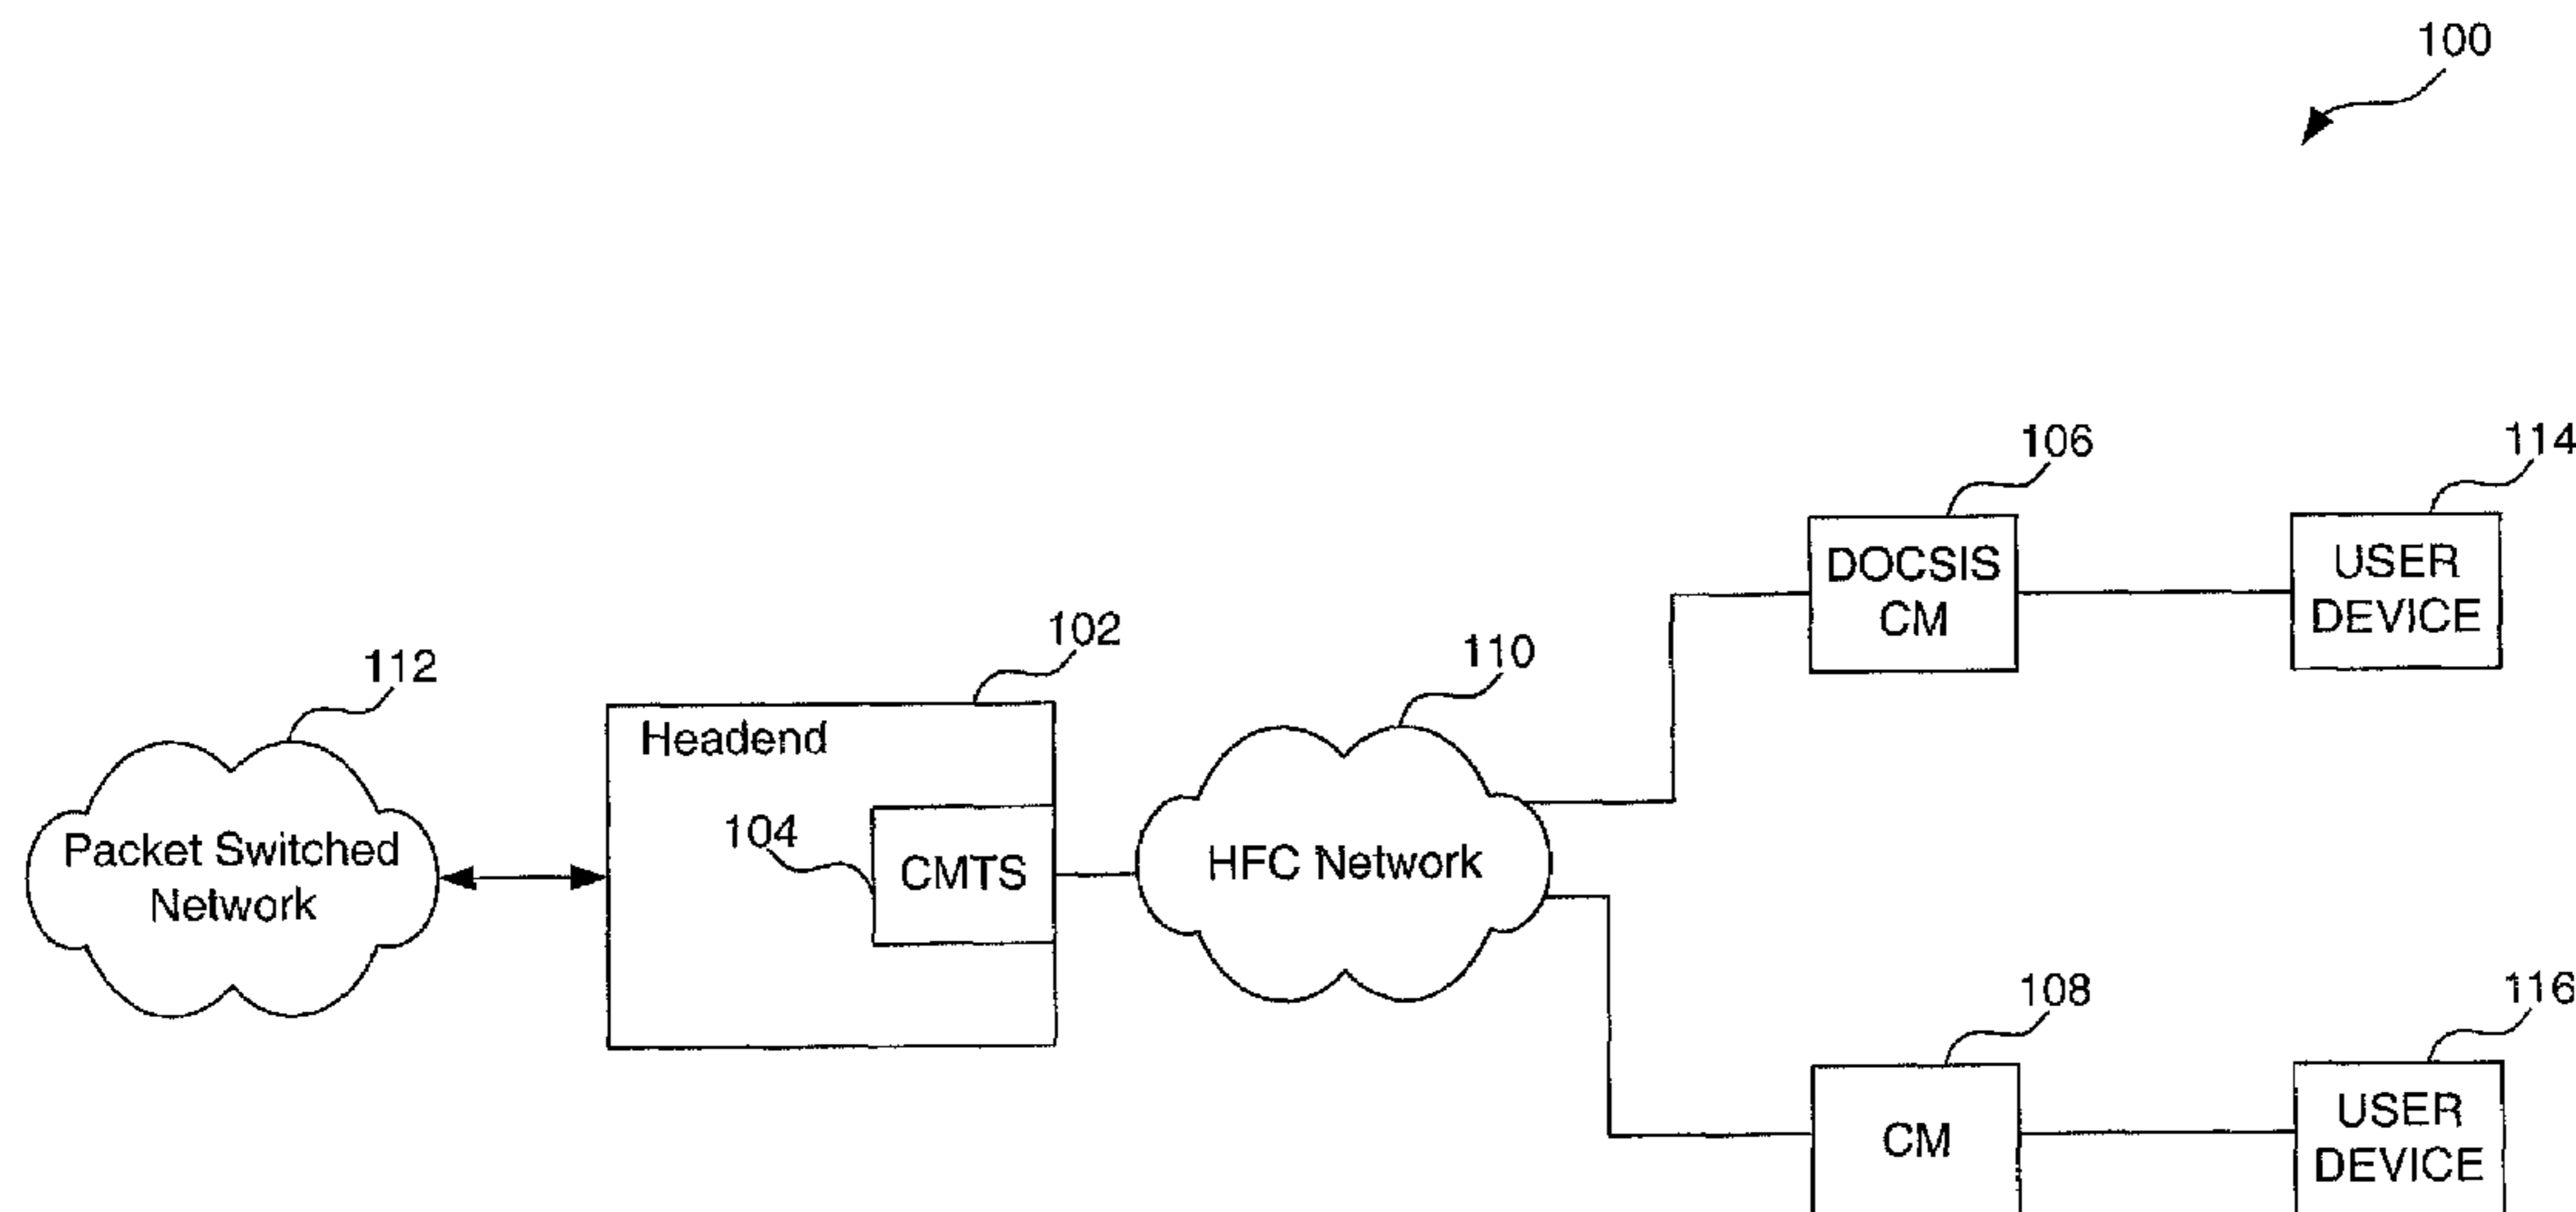 100
106
114
DOCSIS
CM
USER
DEVICE
102
110
112
Headend
104
CMTS
Packet Switched
Network
HFC Network
108
116
CM
USER
DEVICE